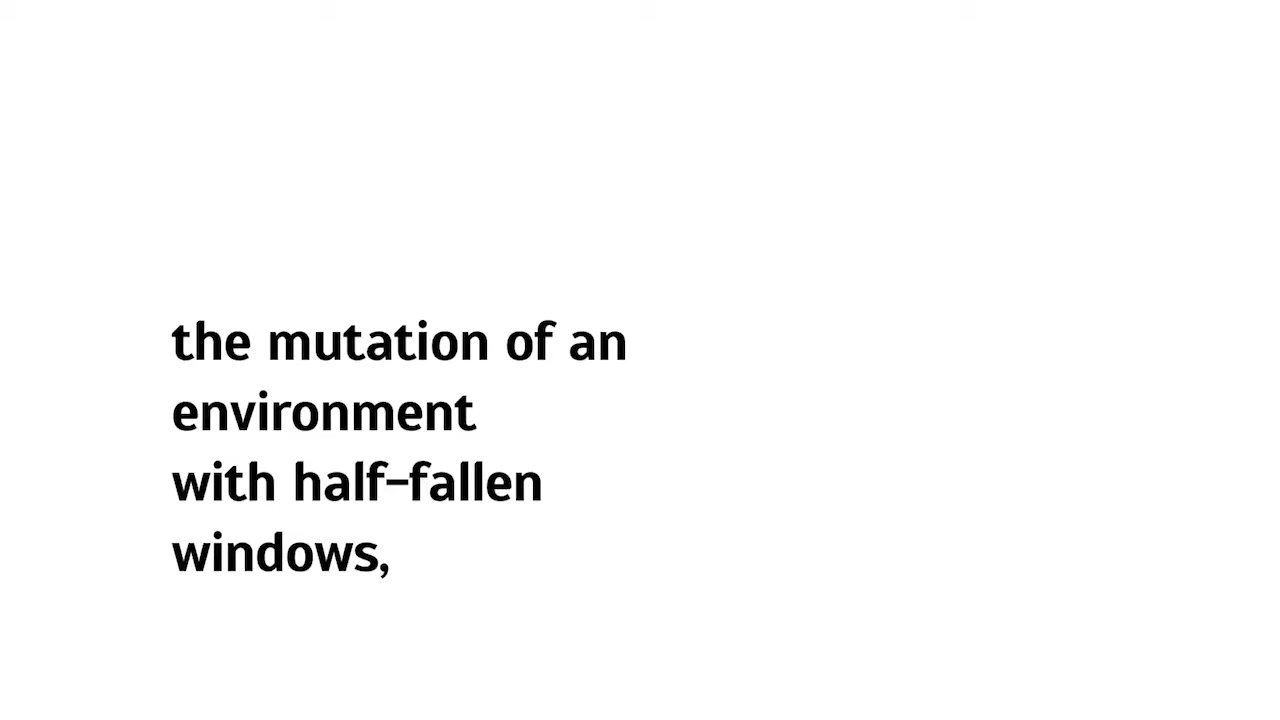 the mutation of an
environment
with half-fallen
windows,